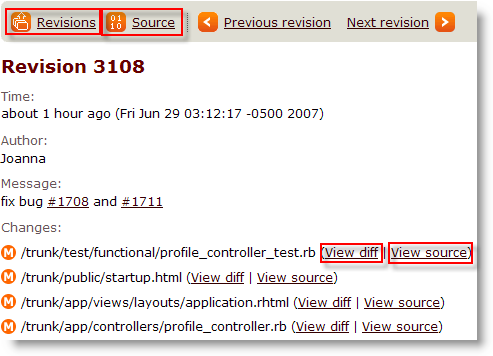 Revisions Source Previous revision Next revision
Revision 3108
Time:
about 1 hour ago (Fri Jun 29 03:12:17 -0500 2007)
Author:
Joanna
Message:
fix bug #1708 and #1711
Changes:
M /trunk/test/functional/profile_controller_test.rb (View diff | View source)
M /trunk/public/startup.html (View diff | View source)
M /trunk/app/views/layouts/application.rhtml (View diff | View source)
M /trunk/app/controllers/profile_controller.rb (View diff | View source)